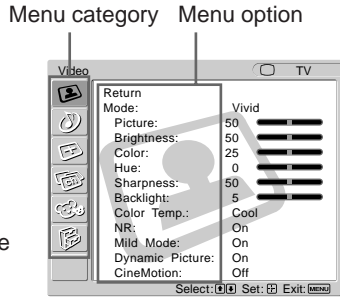 Menu category Menu option
Video TV
Return
Mode: Vivid
Picture: 50
Brightness: 50
Color: 25
Hue: 0
Sharpness: 50
Backlight: 5
Color Temp.: Cool
NR: On
e
Mild Mode: On
Dynamic Picture: On
CineMotion: Off
Select: Set: Exit: MENU